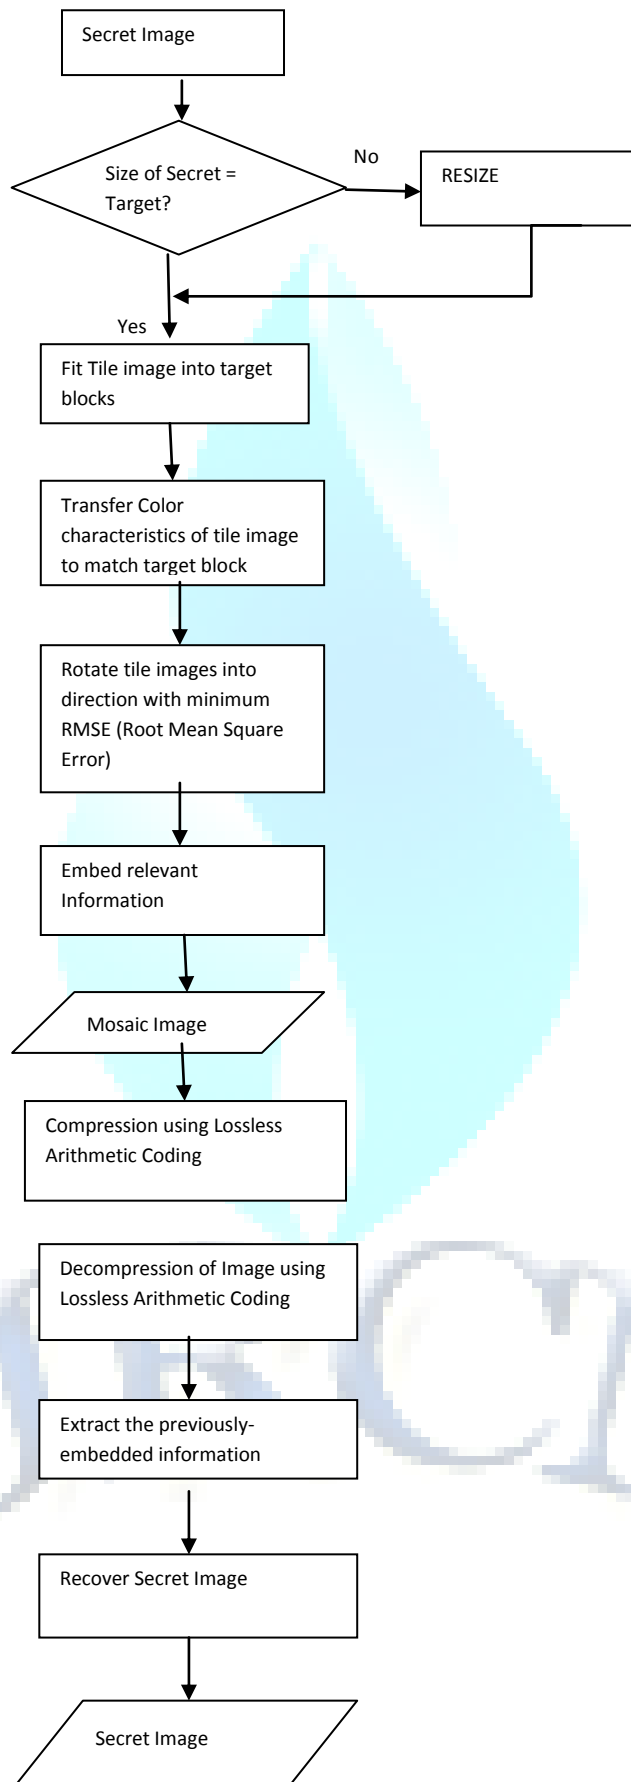 Secret Image
Size of Secret =
Target?
No
RESIZE
Yes
Fit Tile image into target
blocks
Transfer Color
characteristics of tile image
to match target block
Rotate tile images into
direction with minimum
RMSE (Root Mean Square
Error)
Embed relevant
Information
Mosaic Image
Compression using Lossless
Arithmetic Coding
Decompression of Image using
Lossless Arithmetic Coding
Extract the previously-
embedded information
Recover Secret Image
Secret Image